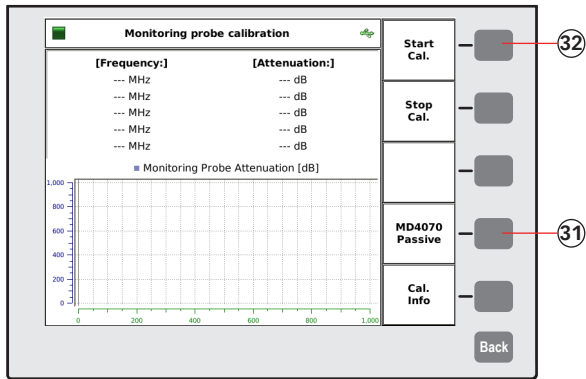 Monitoring probe calibration
[Frequency:] [Attenuation:]
--- MHz --- dB
--- MHz --- dB
--- MHz --- dB
--- MHz --- dB
--- MHz --- dB
Monitoring Probe Attenuation [dB]
1,000
800
600
400
200
0
0 200 400 600 800 1,000
Start
Cal.
32
Stop
Cal.
MD4070
Passive
31
Cal.
Info
Back